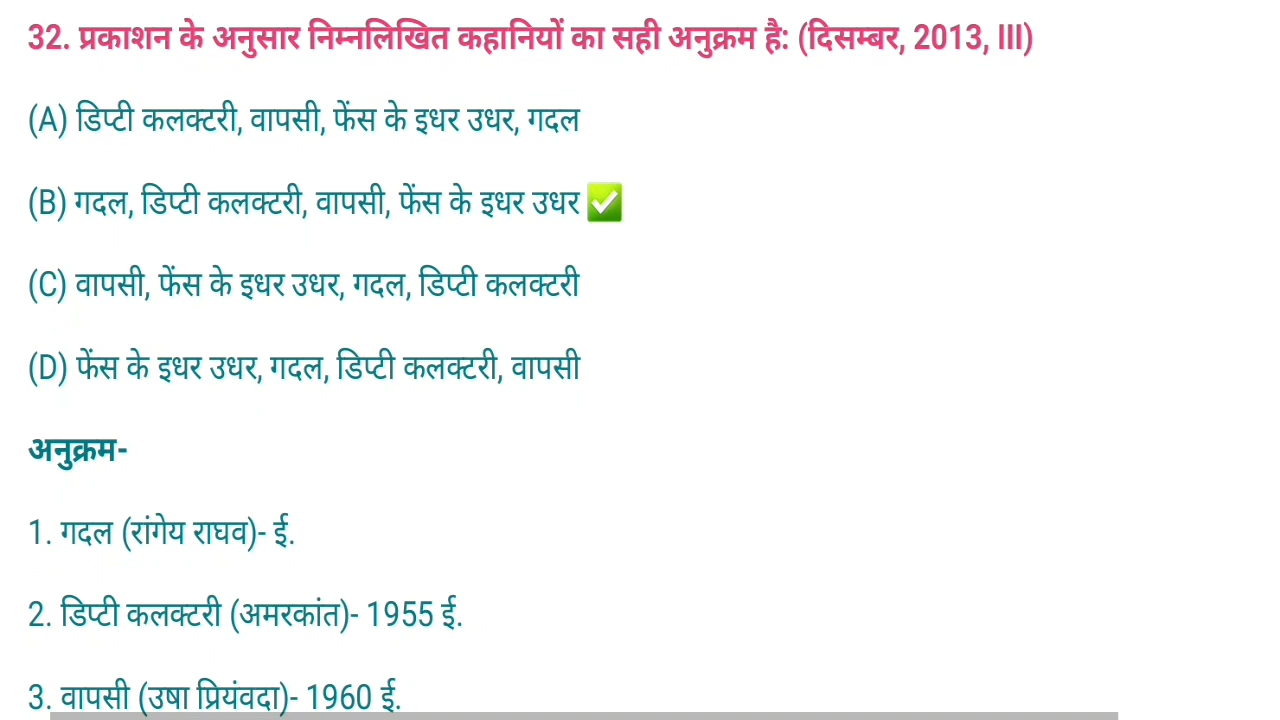 32. प्रकाशन के अनुसार निम्नलिखित कहानियों का सही अनुक्रम है: (दिसम्बर, 2013, III)
(A) डिप्टी कलक्टरी, वापसी, फेंस के इधर उधर, गदल
(B) गदल, डिप्टी कलक्टरी, वापसी, फेंस के इधर उधर ✅
(C) वापसी, फेंस के इधर उधर, गदल, डिप्टी कलक्टरी
(D) फेंस के इधर उधर, गदल, डिप्टी कलक्टरी, वापसी
अनुक्रम-
1. गदल (रांगेय राघव)- ई.
2. डिप्टी कलक्टरी (अमरकांत)- 1955 ई.
3. वापसी (उषा प्रियंवदा)- 1960 ई.